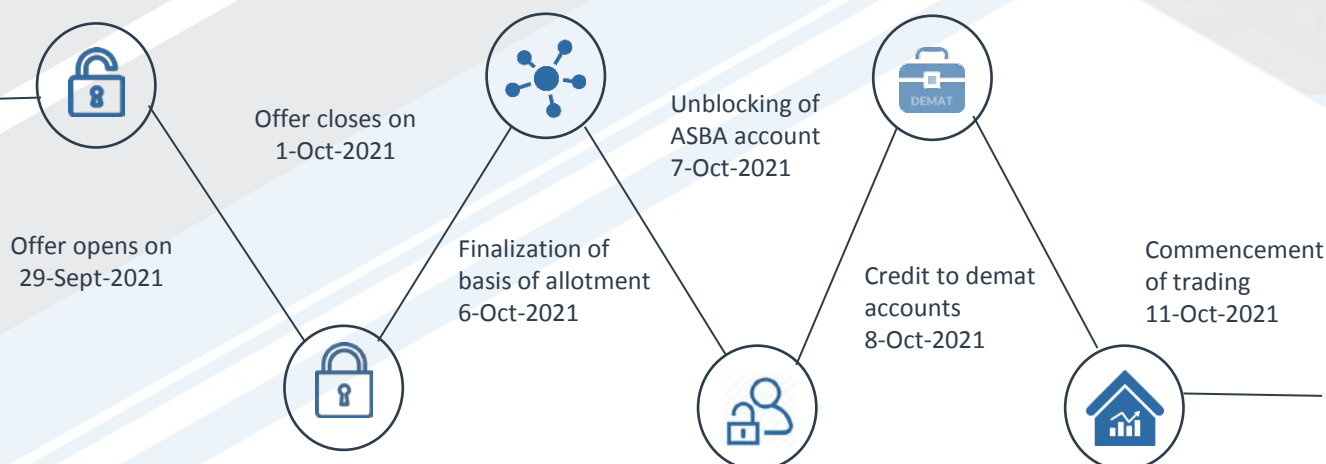 Offer opens on
29-Sept-2021
Offer closes on
1-Oct-2021
Finalization of
basis of allotment
6-Oct-2021
Unblocking of
ASBA account
7-Oct-2021
DEMAT
Credit to demat
accounts
8-Oct-2021
Commencement
of trading
11-Oct-2021